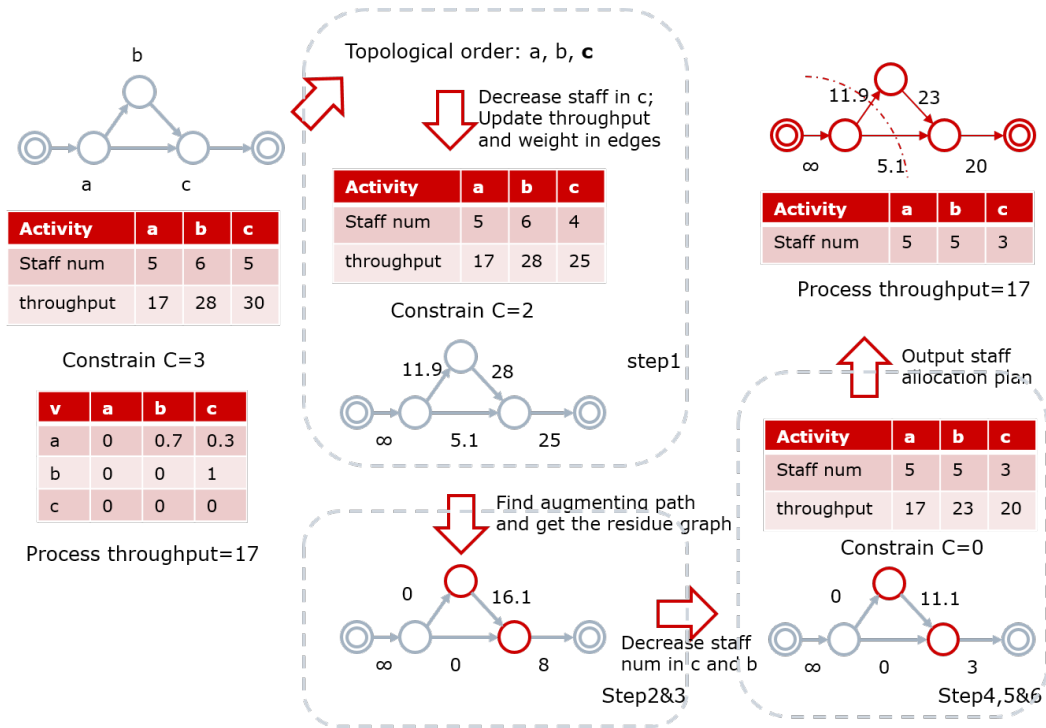 b
a
c
Activity a b c
Staff num 5 6 5
throughput 17 28 30
Constrain C=3
v a b c
a 0 0.7 0.3
b 0 0 1
c 0 0 0
Process throughput=17
Topological order: a, b, c
Decrease staff in c;
Update throughput
and weight in edges
Activity a b c
Staff num 5 6 4
throughput 17 28 25
Constrain C=2
step1
11.9
28
∞
5.1
25
Find augmenting path
and get the residue graph
0
16.1
∞
0
8
Step2&3
Decrease staff
num in c and b
Activity a b c
Staff num 5 5 3
throughput 17 23 20
Constrain C=0
0
11.1
∞
0
3
Step4,5&6
Output staff
allocation plan
11.9
23
∞
5.1
20
Activity a b c
Staff num 5 5 3
Process throughput=17